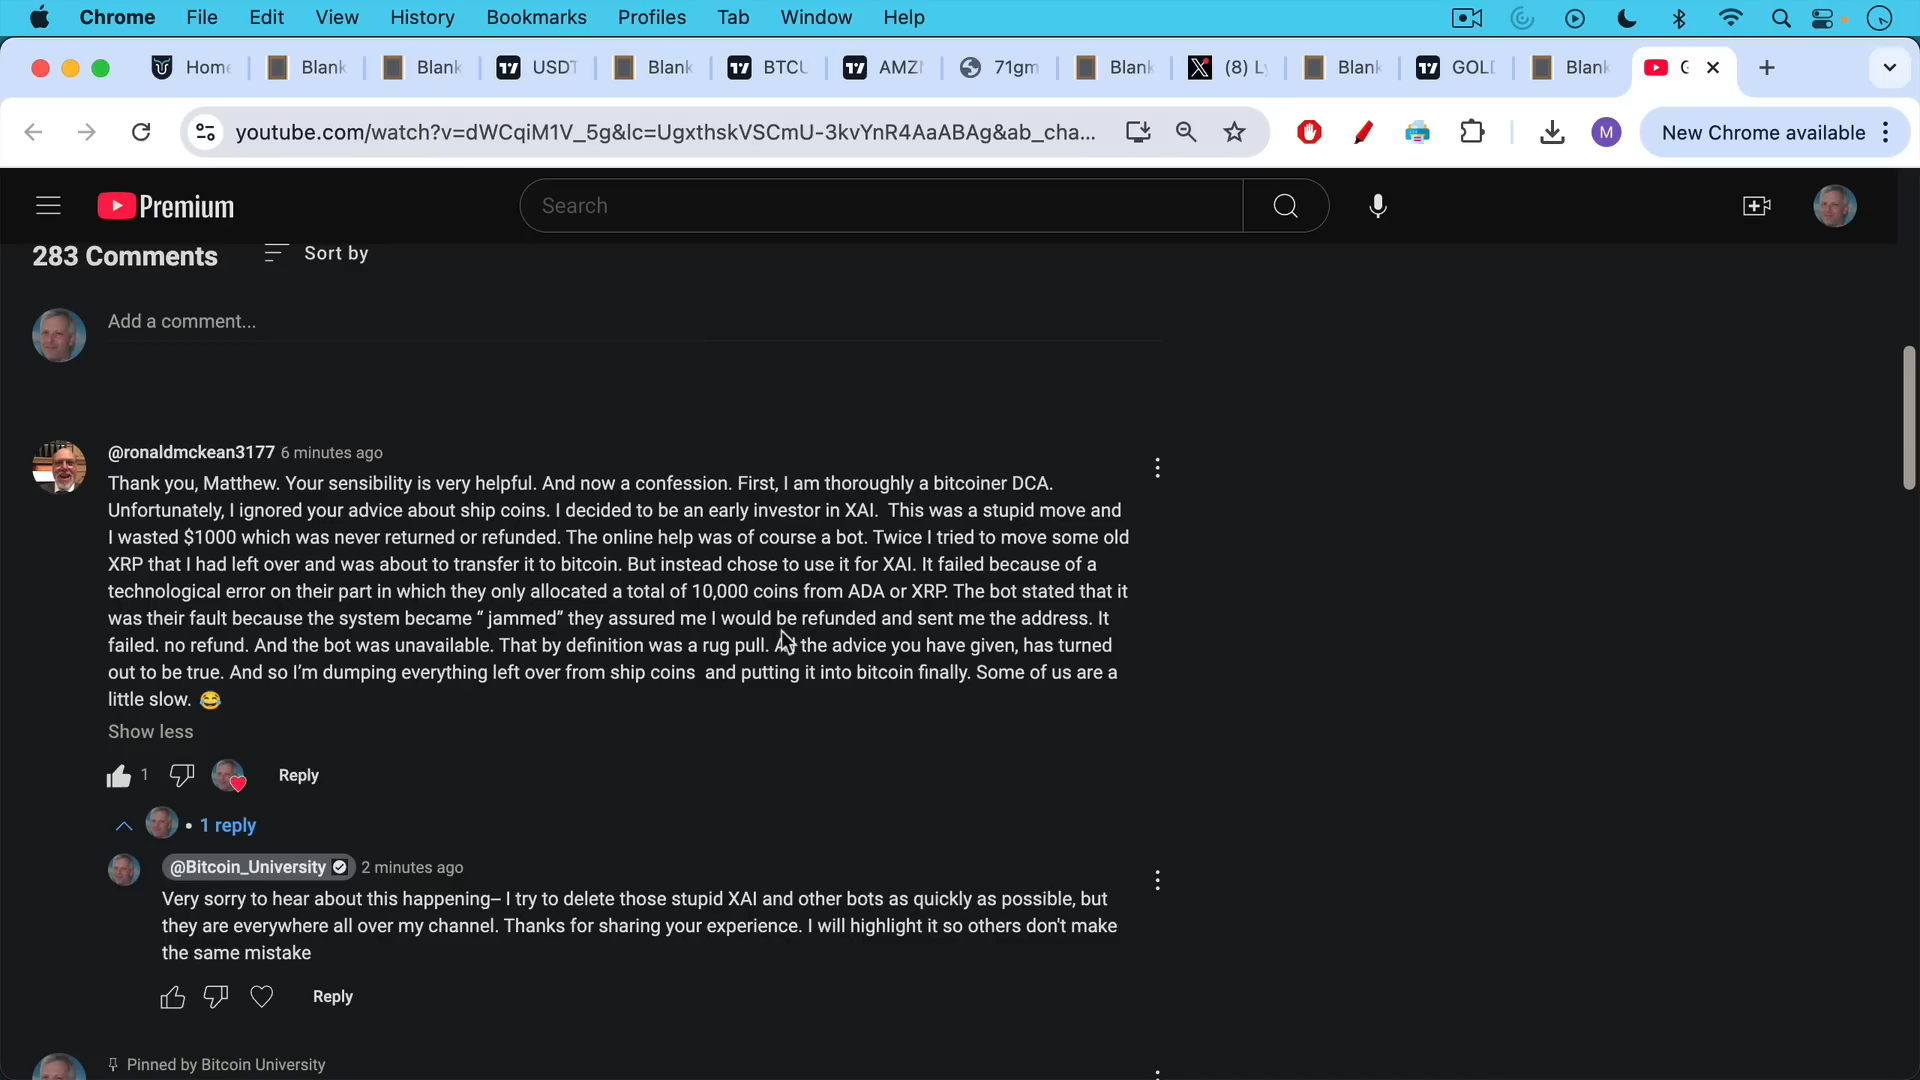 Chrome File Edit View History Bookmarks Profiles Tab Window Help
Home Blank Blank USDT Blank BTCU AMZN 71gm Blank (8) Ly Blank GOLD Blank G
youtube.com/watch?v=dWCqiM1V_5g&lc=UgxthskVSCmU-3kvYnR4AaABAg&ab_cha... M New Chrome available
Premium Search
283 Comments Sort by
Add a comment...
@ronaldmckean3177 6 minutes ago
Thank you, Matthew. Your sensibility is very helpful. And now a confession. First, I am thoroughly a bitcoiner DCA.
Unfortunately, I ignored your advice about ship coins. I decided to be an early investor in XAI. This was a stupid move and
I wasted $1000 which was never returned or refunded. The online help was of course a bot. Twice I tried to move some old
XRP that I had left over and was about to transfer it to bitcoin. But instead chose to use it for XAI. It failed because of a
technological error on their part in which they only allocated a total of 10,000 coins from ADA or XRP. The bot stated that it
was their fault because the system became “ jammed” they assured me I would be refunded and sent me the address. It
failed. no refund. And the bot was unavailable. That by definition was a rug pull. the advice you have given, has turned
out to be true. And so I’m dumping everything left over from ship coins and putting it into bitcoin finally. Some of us are a
little slow. 😂
Show less
1 Reply
• 1 reply
@Bitcoin_University 2 minutes ago
Very sorry to hear about this happening– I try to delete those stupid XAI and other bots as quickly as possible, but
they are everywhere all over my channel. Thanks for sharing your experience. I will highlight it so others don't make
the same mistake
Reply
Pinned by Bitcoin University